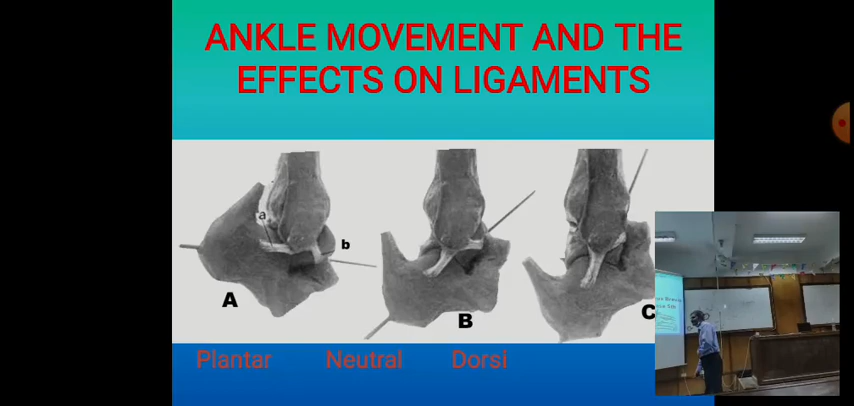 ANKLE MOVEMENT AND THE
EFFECTS ON LIGAMENTS
a
b
A
B
C
Plantar Neutral Dorsi